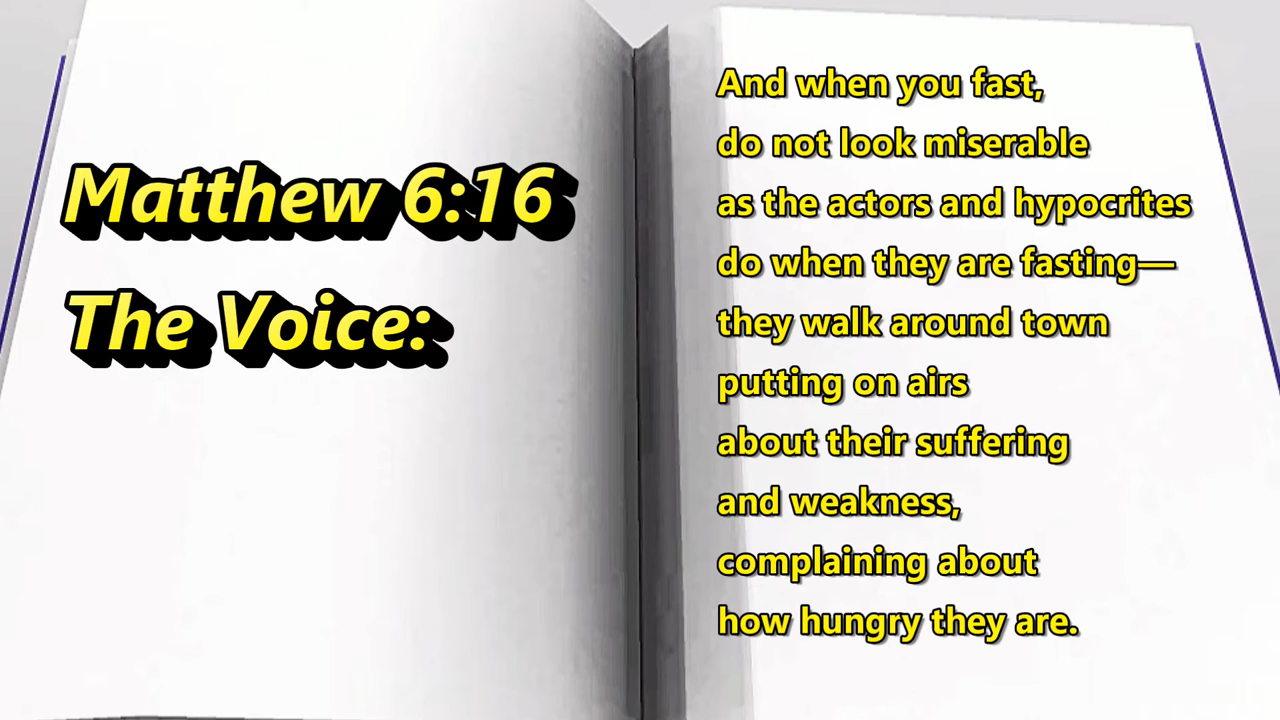 Matthew 6:16
The Voice:
And when you fast,
do not look miserable
as the actors and hypocrites
do when they are fasting—
they walk around town
putting on airs
about their suffering
and weakness,
complaining about
how hungry they are.